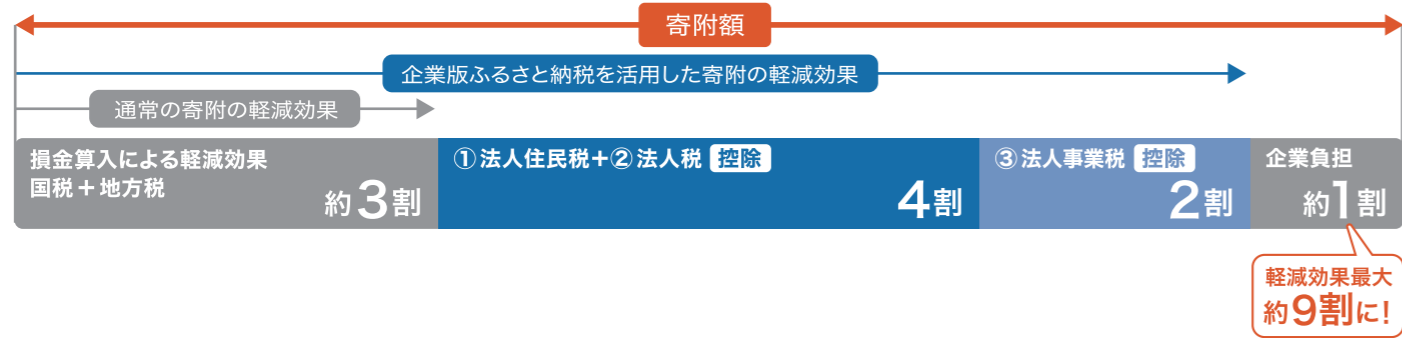 寄附額
企業版ふるさと納税を活用した寄附の軽減効果
通常の寄附の軽減効果
損金算入による軽減効果
国税+地方税
約3割
①法人住民税+②法人税 控除
4割
③法人事業税 控除
2割
企業負担
約1割
軽減効果最大
約9割に!